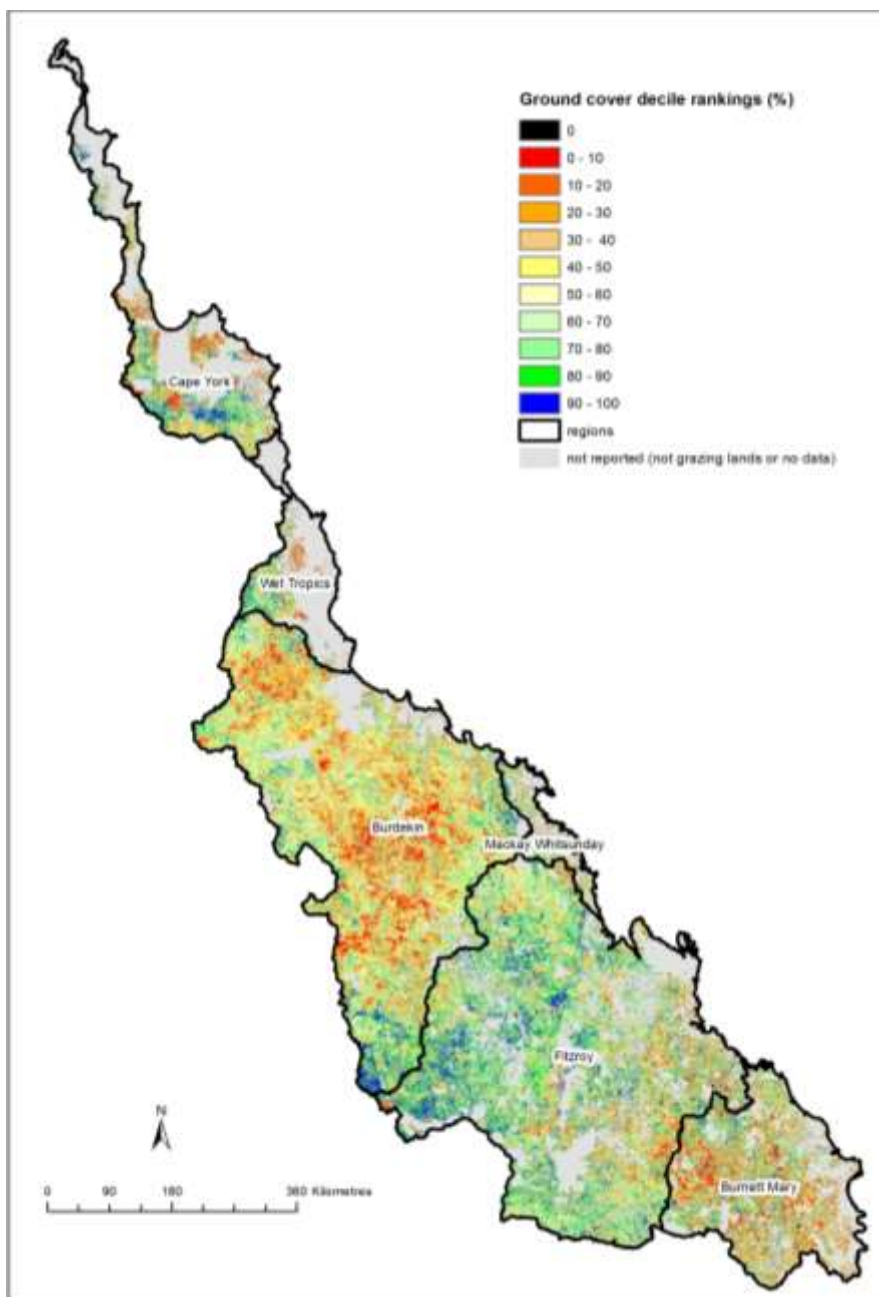 Ground cover decile rankings (%)
0
0 - 10
10 - 20
20 - 30
30 - 40
40 - 50
50 - 60
60 - 70
70 - 80
80 - 90
90 - 100
regions
not reported (not grazing lands or no data)
Cape York
Wet Tropics
Burdekin
Mackay Whitsunday
Fitzroy
Burnett Mary
N
0 90 180 360 Kilometres